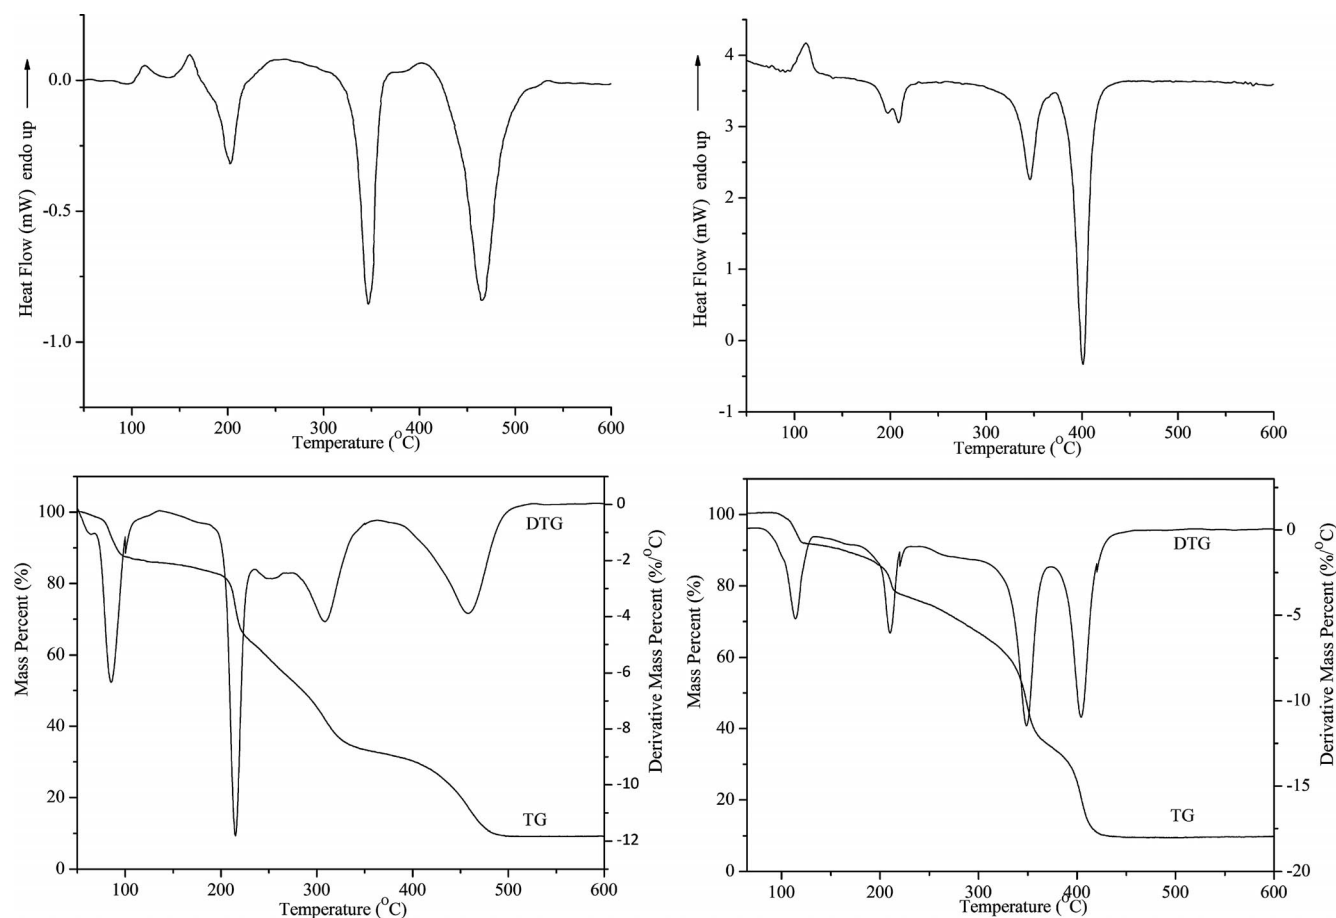 Heat Flow (mW) endo up
0.0
-0.5
-1.0
100 200 300 400 500 600
Temperature (°C)
Heat Flow (mW) endo up
4
3
2
1
0
-1
100 200 300 400 500 600
Temperature (°C)
Mass Percent (%)
100
80
60
40
20
0
DTG
TG
0
-2
-4
-6
-8
-10
-12
Derivative Mass Percent (%/°C)
100 200 300 400 500 600
Temperature (°C)
Mass Percent (%)
100
80
60
40
20
0
DTG
TG
0
-5
-10
-15
-20
Derivative Mass Percent (%/°C)
100 200 300 400 500 600
Temperature (°C)